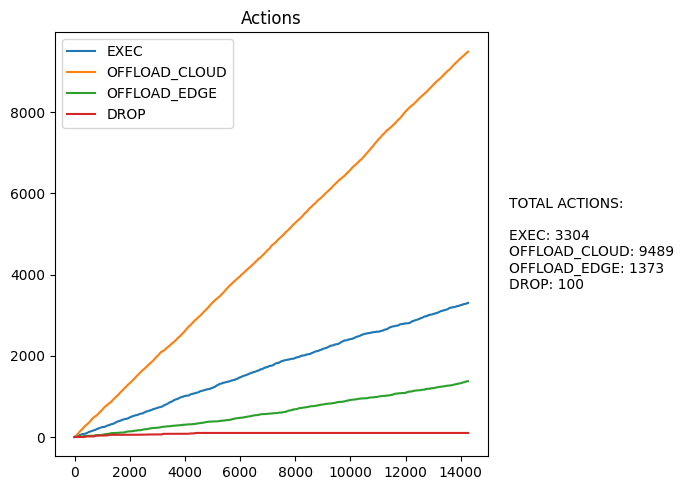 Actions
EXEC
OFFLOAD_CLOUD
OFFLOAD_EDGE
DROP
8000
6000
4000
2000
0
0
2000
4000
6000
8000
10000
12000
14000
TOTAL ACTIONS:
EXEC: 3304
OFFLOAD_CLOUD: 9489
OFFLOAD_EDGE: 1373
DROP: 100